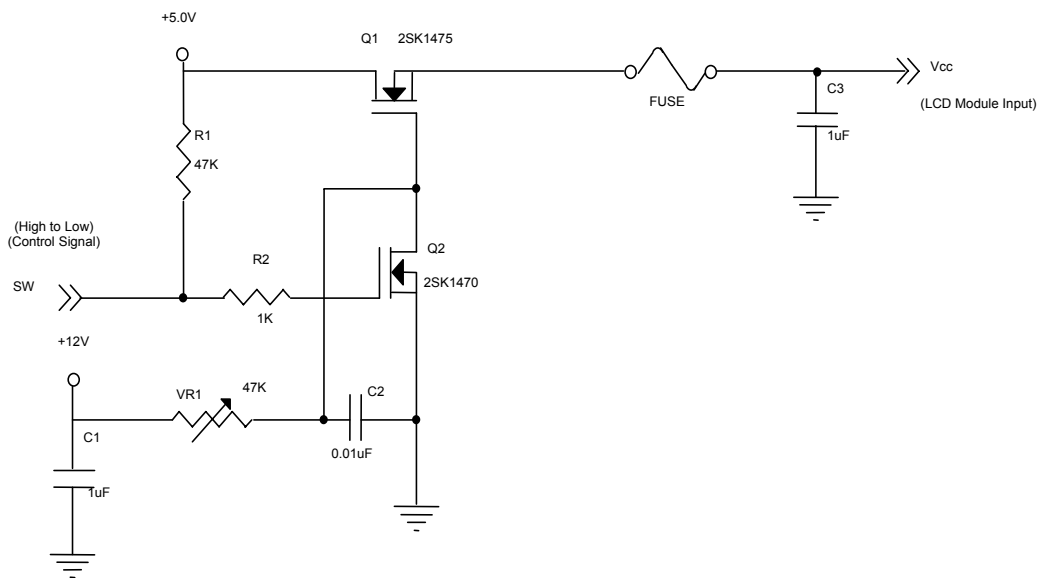 +5.0V
Q1 2SK1475
Vcc
(LCD Module Input)
FUSE
C3
1uF
R1
47K
(High to Low)
(Control Signal)
SW
R2
1K
Q2
2SK1470
+12V
VR1
47K
C2
0.01uF
C1
1uF